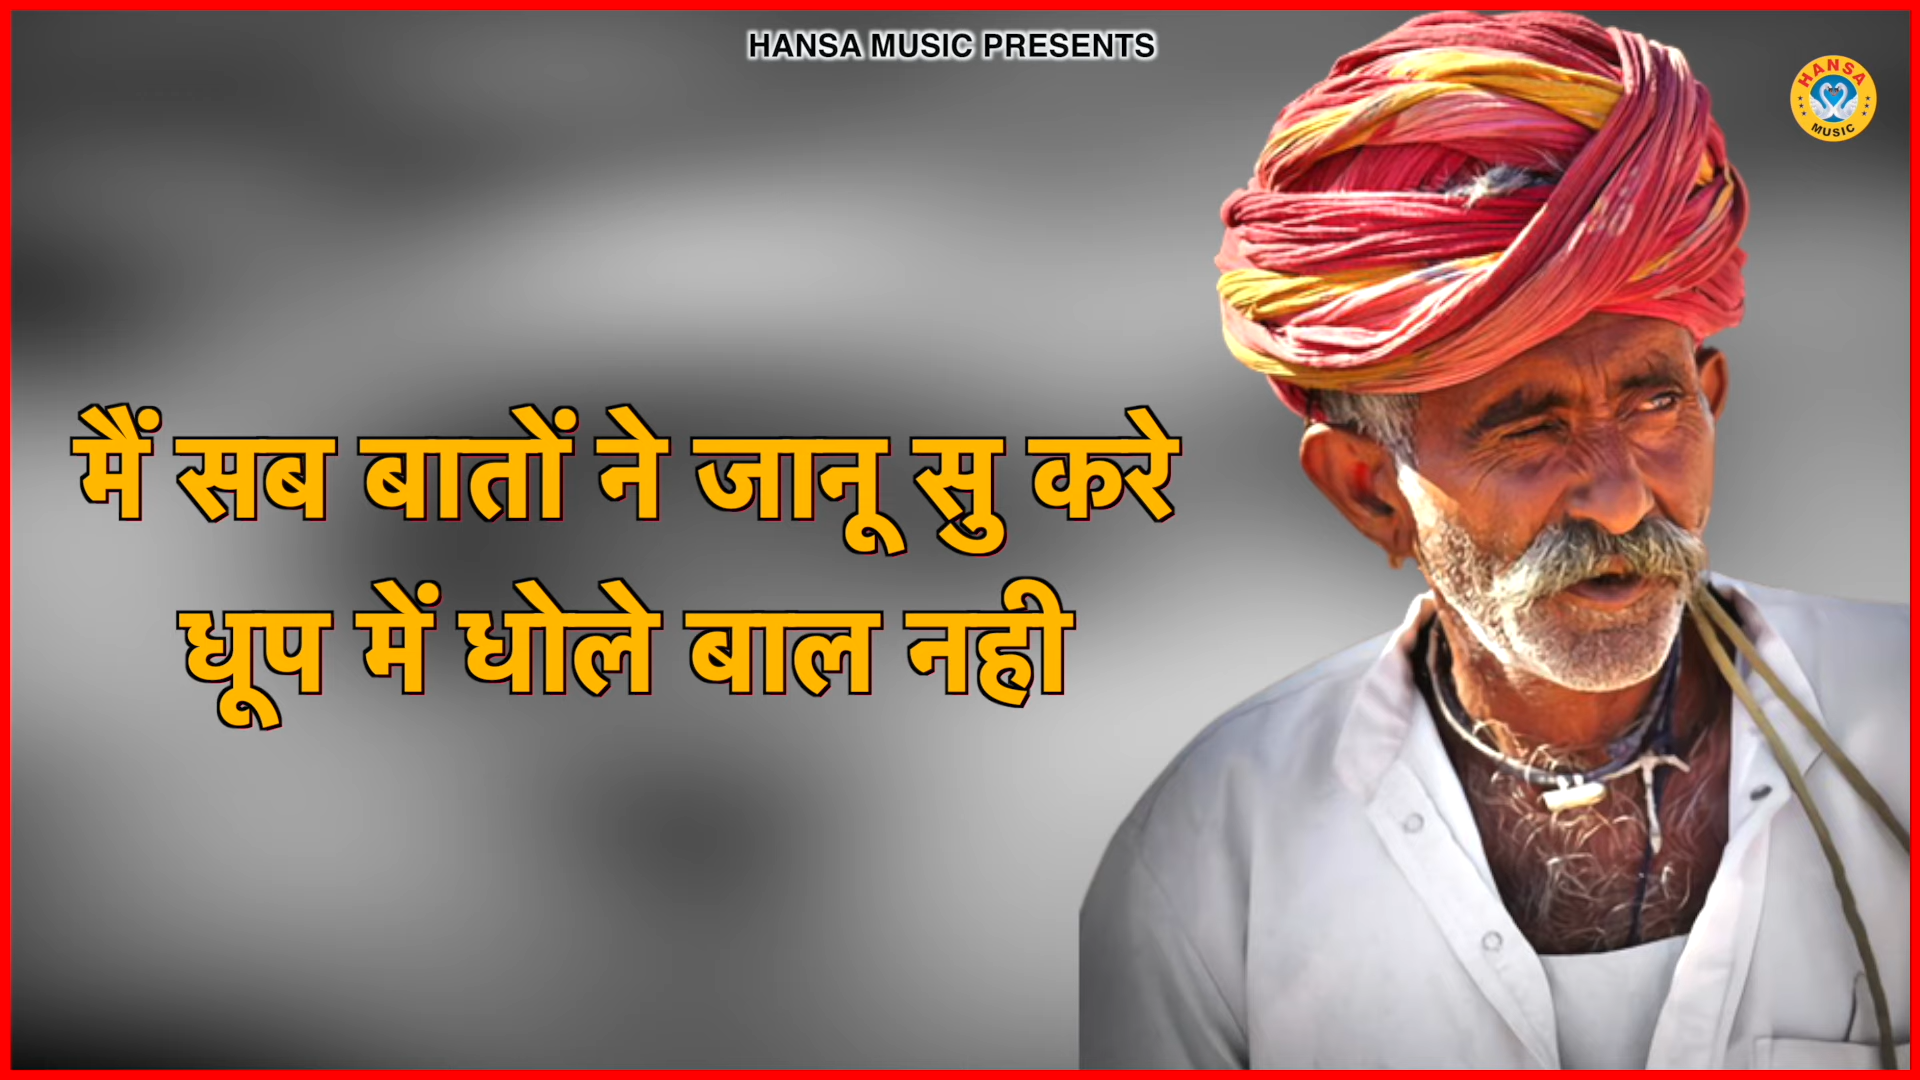 HANSA MUSIC PRESENTS
HANSA
MUSIC
मैं सब बातों ने जानू सु करे
धूप में धोले बाल नही